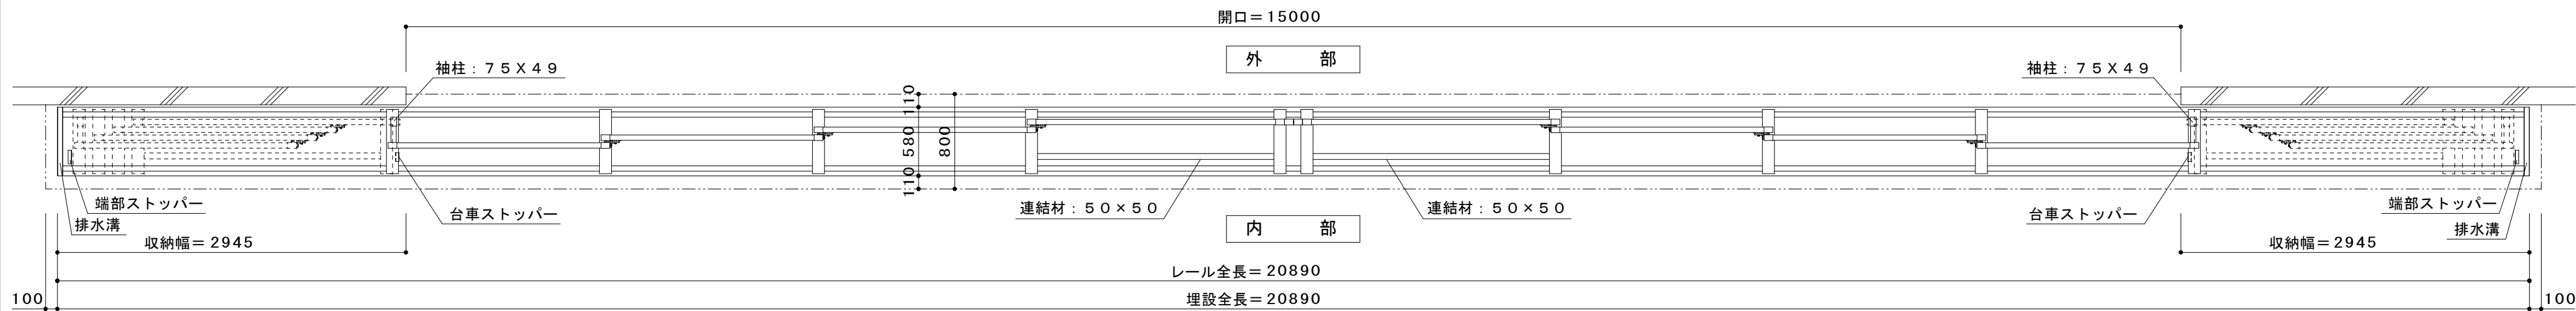 開口＝15000
外　部
袖柱：７５Ｘ４９
袖柱：７５Ｘ４９
110
580
800
110
端部ストッパー
排水溝
台車ストッパー
連結材：５０×５０
連結材：５０×５０
台車ストッパー
端部ストッパー
排水溝
内　部
収納幅＝2945
収納幅＝2945
レール全長＝20890
埋設全長＝20890
100
100